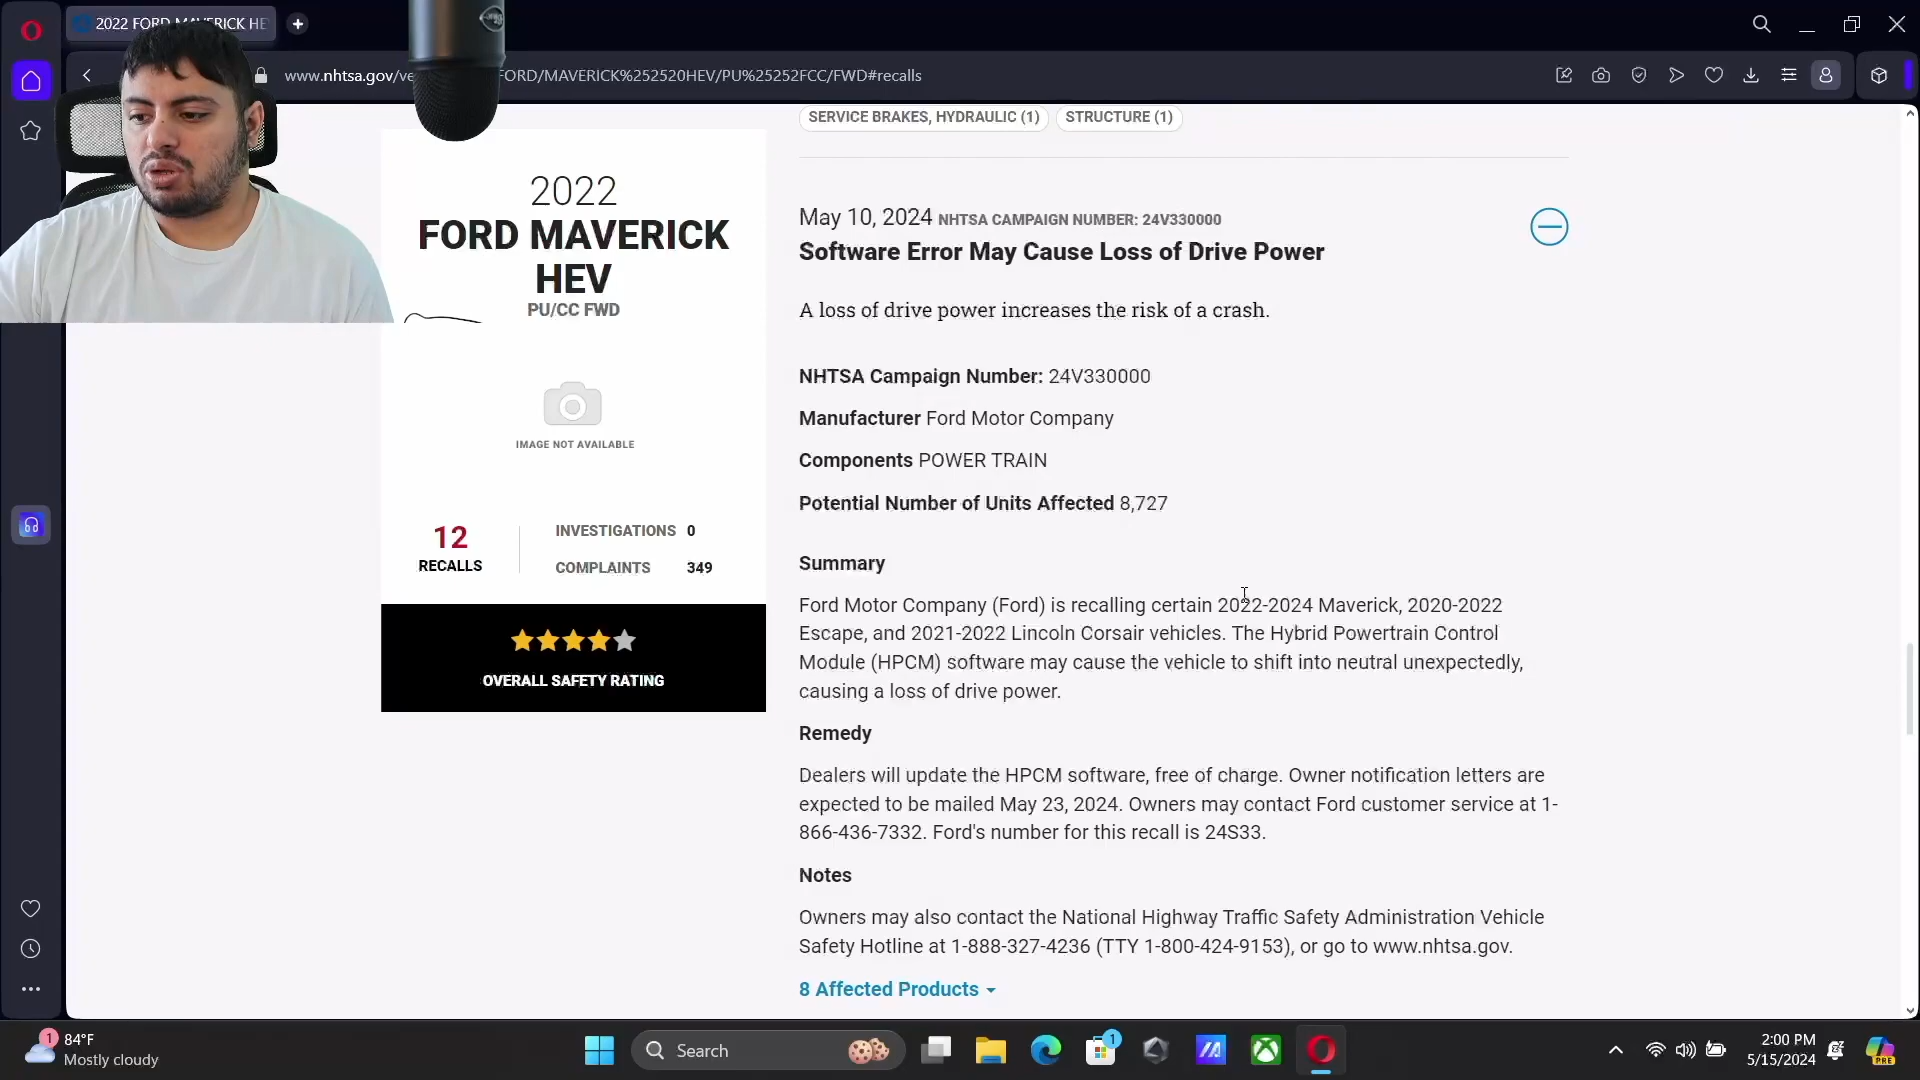 2022 FORD MAVERICK HE
www.nhtsa.gov/ve
FORD/MAVERICK%252520HEV/PU%25252FCC/FWD#recalls
SERVICE BRAKES, HYDRAULIC (1)
STRUCTURE (1)
2022
FORD MAVERICK
HEV
PU/CC FWD
IMAGE NOT AVAILABLE
12
RECALLS
INVESTIGATIONS 0
COMPLAINTS 349
OVERALL SAFETY RATING
May 10, 2024 NHTSA CAMPAIGN NUMBER: 24V330000
Software Error May Cause Loss of Drive Power
A loss of drive power increases the risk of a crash.
NHTSA Campaign Number: 24V330000
Manufacturer Ford Motor Company
Components POWER TRAIN
Potential Number of Units Affected 8,727
Summary
Ford Motor Company (Ford) is recalling certain 2022-2024 Maverick, 2020-2022
Escape, and 2021-2022 Lincoln Corsair vehicles. The Hybrid Powertrain Control
Module (HPCM) software may cause the vehicle to shift into neutral unexpectedly,
causing a loss of drive power.
Remedy
Dealers will update the HPCM software, free of charge. Owner notification letters are
expected to be mailed May 23, 2024. Owners may contact Ford customer service at 1-
866-436-7332. Ford's number for this recall is 24S33.
Notes
Owners may also contact the National Highway Traffic Safety Administration Vehicle
Safety Hotline at 1-888-327-4236 (TTY 1-800-424-9153), or go to www.nhtsa.gov.
8 Affected Products
1
84°F
Mostly cloudy
Search
1
2:00 PM
5/15/2024
PRE